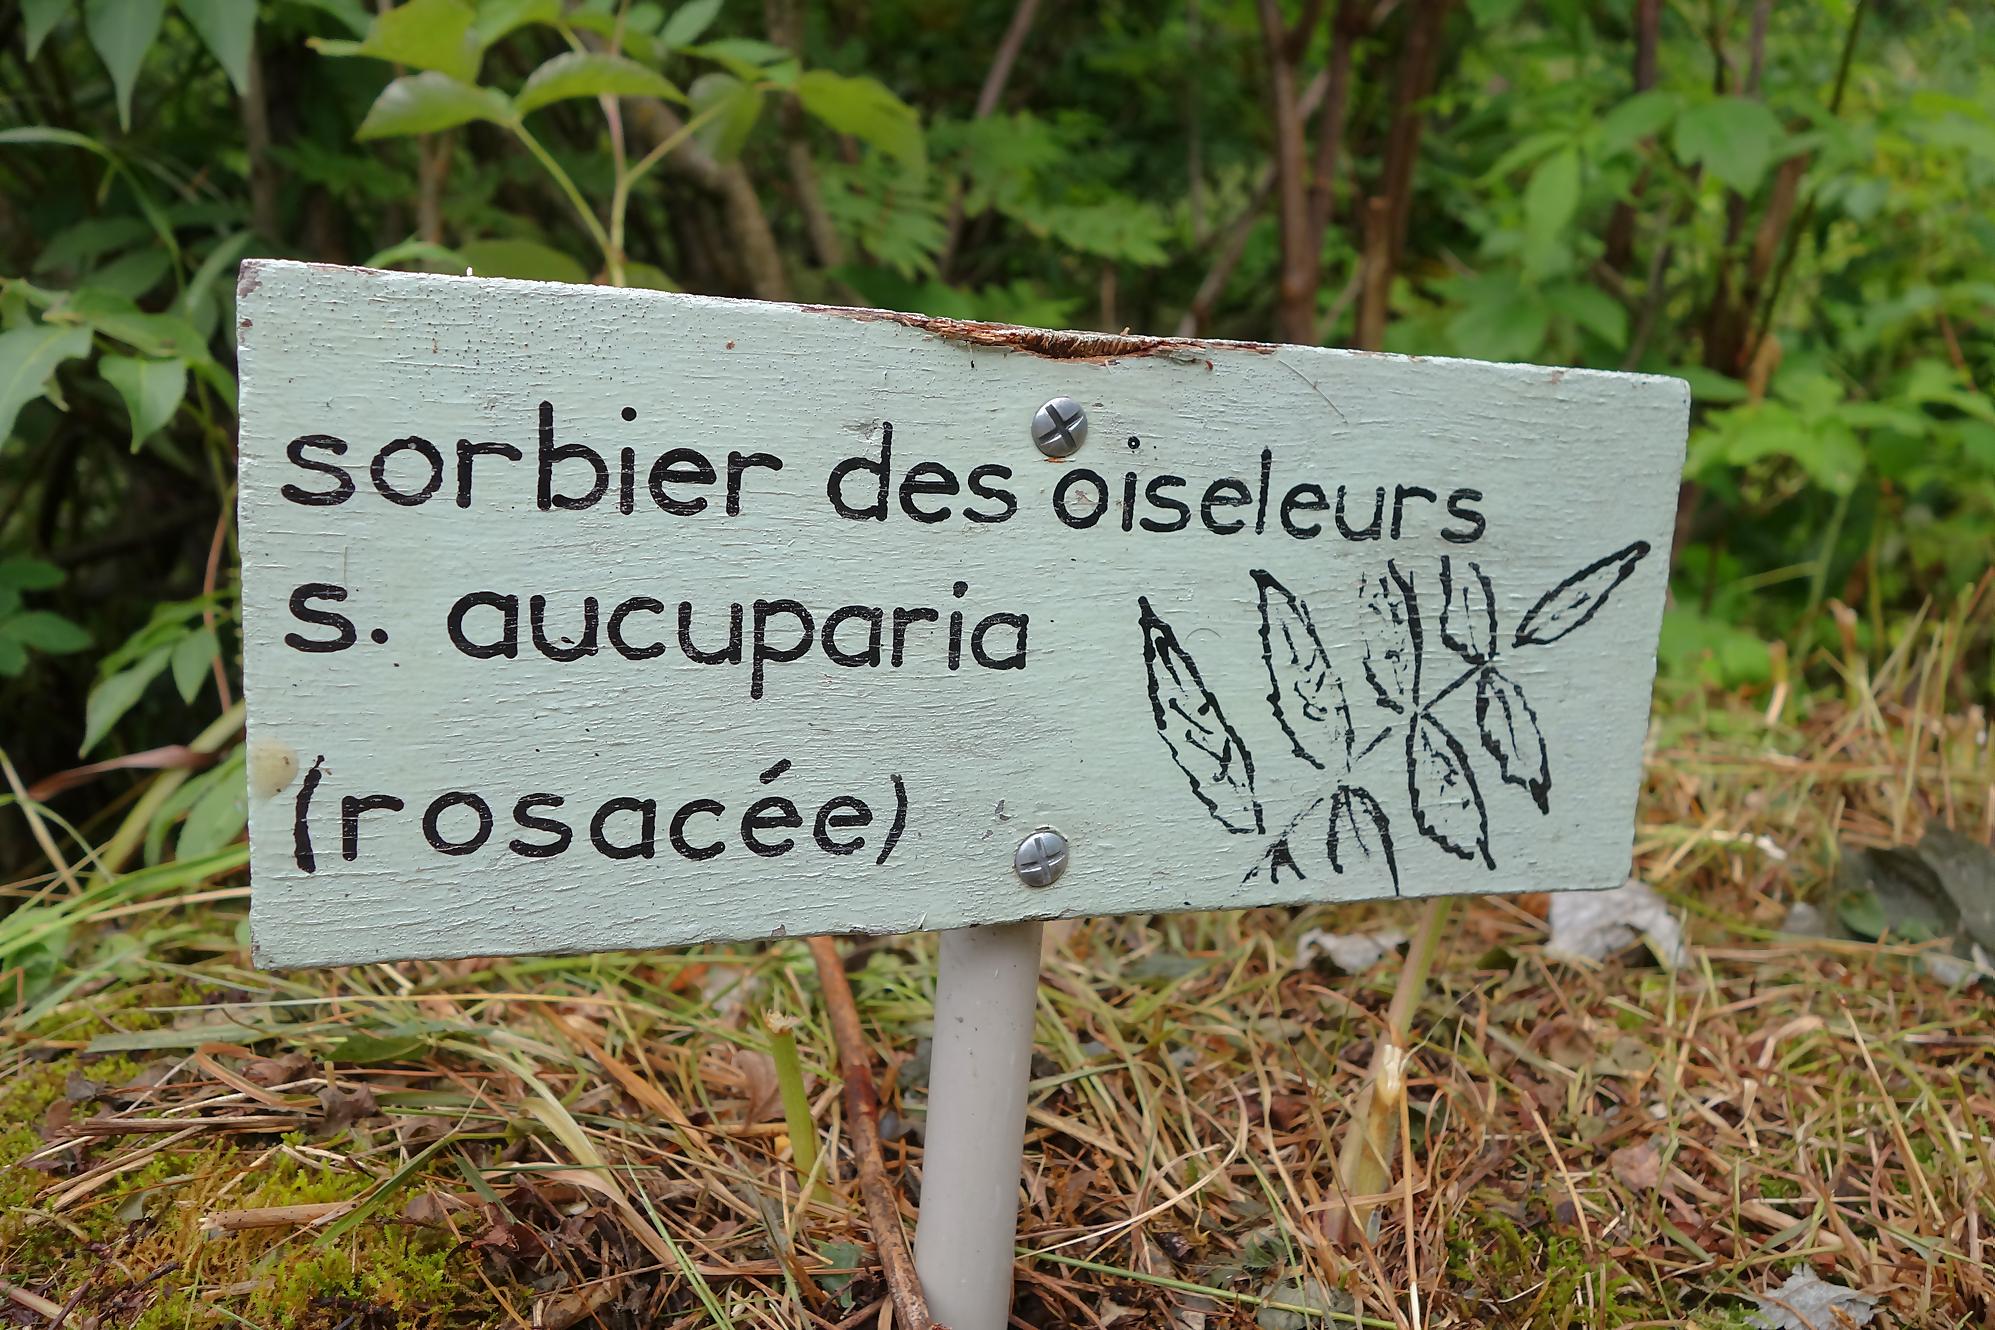 sorbier des oiseleurs
s. aucuparia
(rosacée)